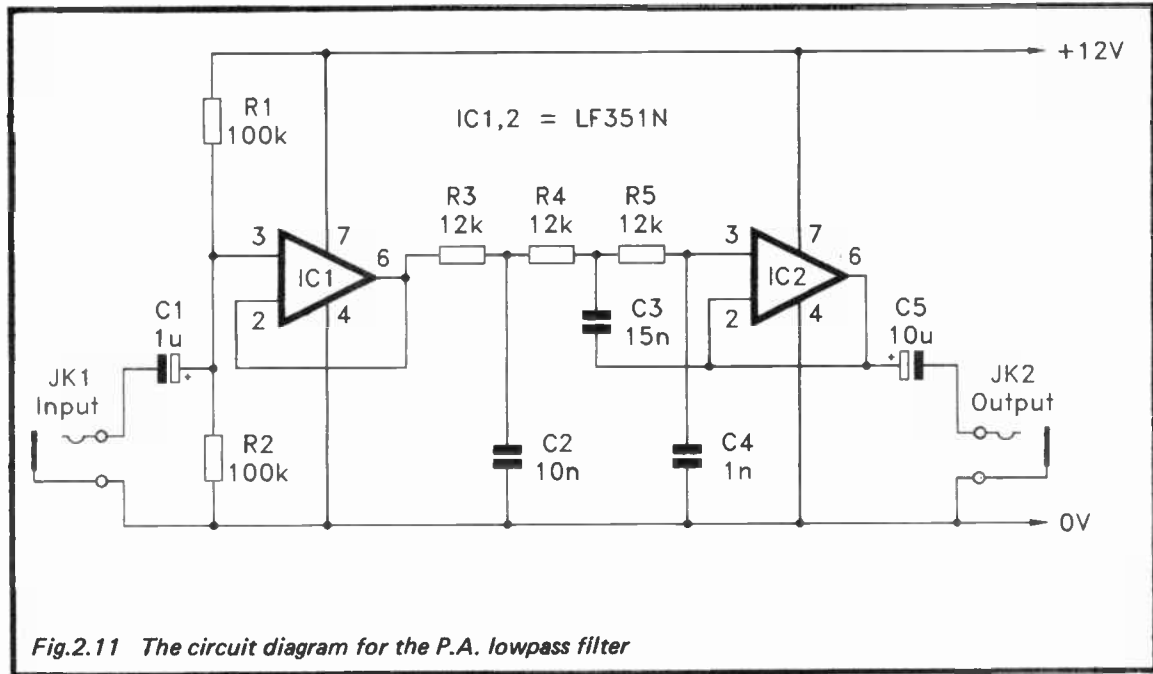 +12V
R1
100k
IC1,2 = LF351N
R3
12k
R4
12k
R5
12k
3
7
6
IC1
2
4
3
7
6
IC2
2
4
C1
1u
+
C3
15n
C5
10u
+
JK1
Input
JK2
Output
R2
100k
C2
10n
C4
1n
0V
Fig.2.11 The circuit diagram for the P.A. lowpass filter